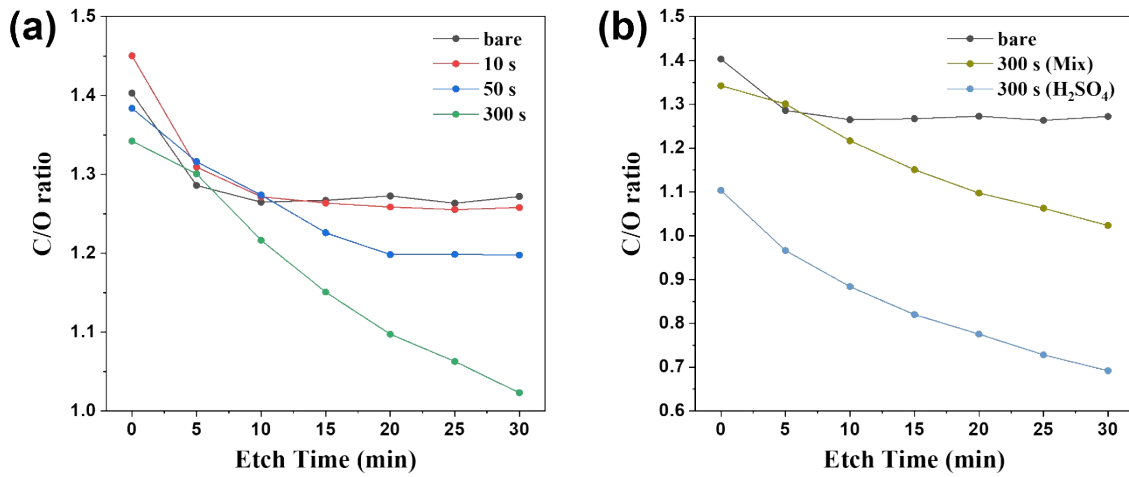 (a)
1.5
1.4
1.3
1.2
1.1
1.0
C/O ratio
bare
10 s
50 s
300 s
0 5 10 15 20 25 30
Etch Time (min)
(b)
1.5
1.4
1.3
1.2
1.1
1.0
0.9
0.8
0.7
0.6
C/O ratio
bare
300 s (Mix)
300 s (H₂SO₄)
0 5 10 15 20 25 30
Etch Time (min)